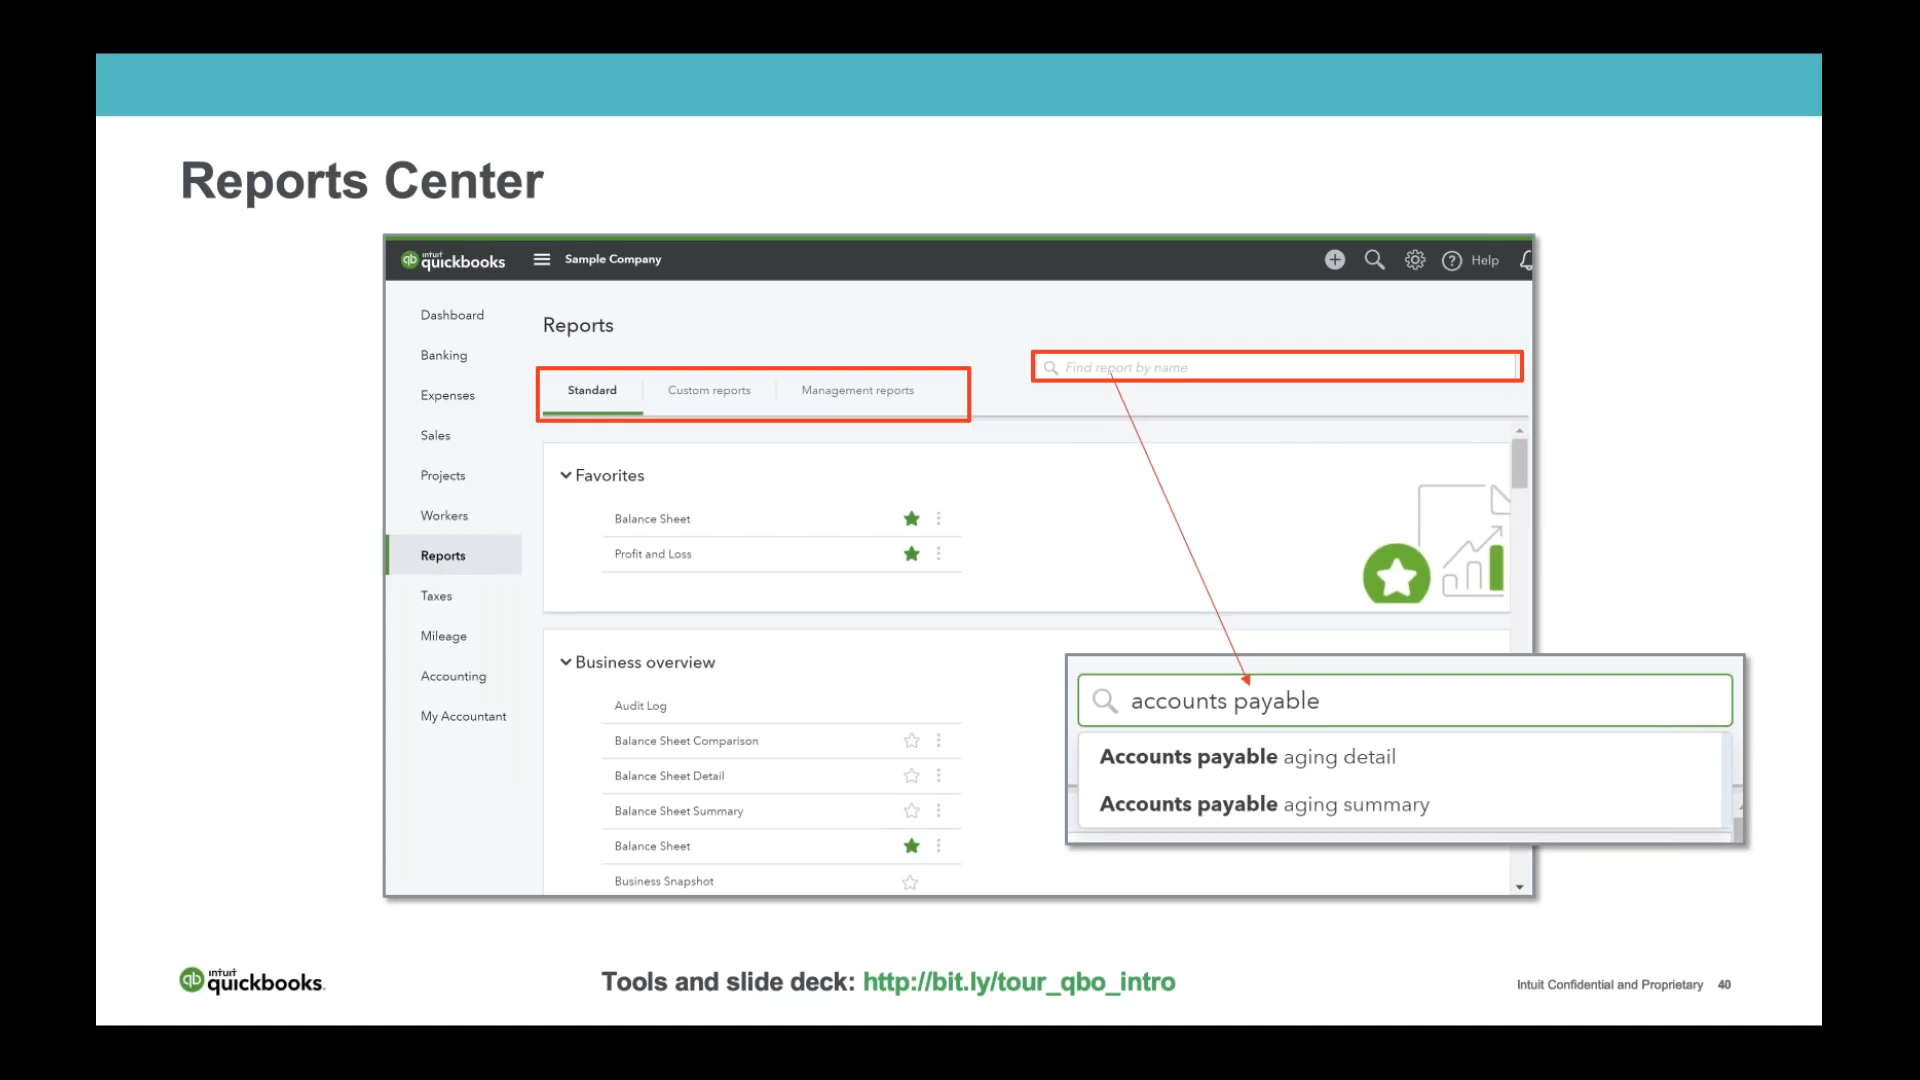 Reports Center
intuit
quickbooks
Sample Company
Help
Dashboard
Banking
Expenses
Sales
Projects
Workers
Reports
Taxes
Mileage
Accounting
My Accountant
Reports
Find report by name
Standard
Custom reports
Management reports
Favorites
Balance Sheet
Profit and Loss
Business overview
Audit Log
Balance Sheet Comparison
Balance Sheet Detail
Balance Sheet Summary
Balance Sheet
Business Snapshot
accounts payable
Accounts payable aging detail
Accounts payable aging summary
intuit
quickbooks.
Tools and slide deck: http://bit.ly/tour_qbo_intro
Intuit Confidential and Proprietary 40